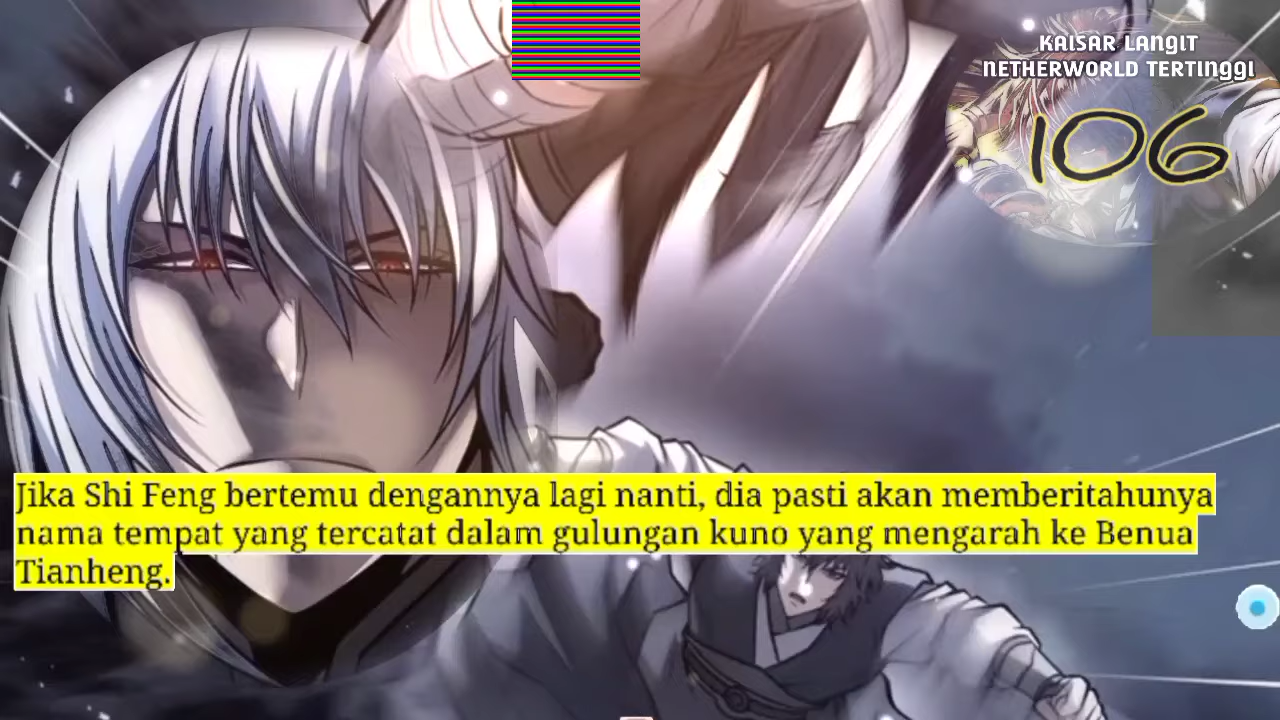 KAISAR LANGIT
NETHERWORLD TERTINGGI
106
Jika Shi Feng bertemu dengannya lagi nanti, dia pasti akan memberitahunya
nama tempat yang tercatat dalam gulungan kuno yang mengarah ke Benua
Tianheng.